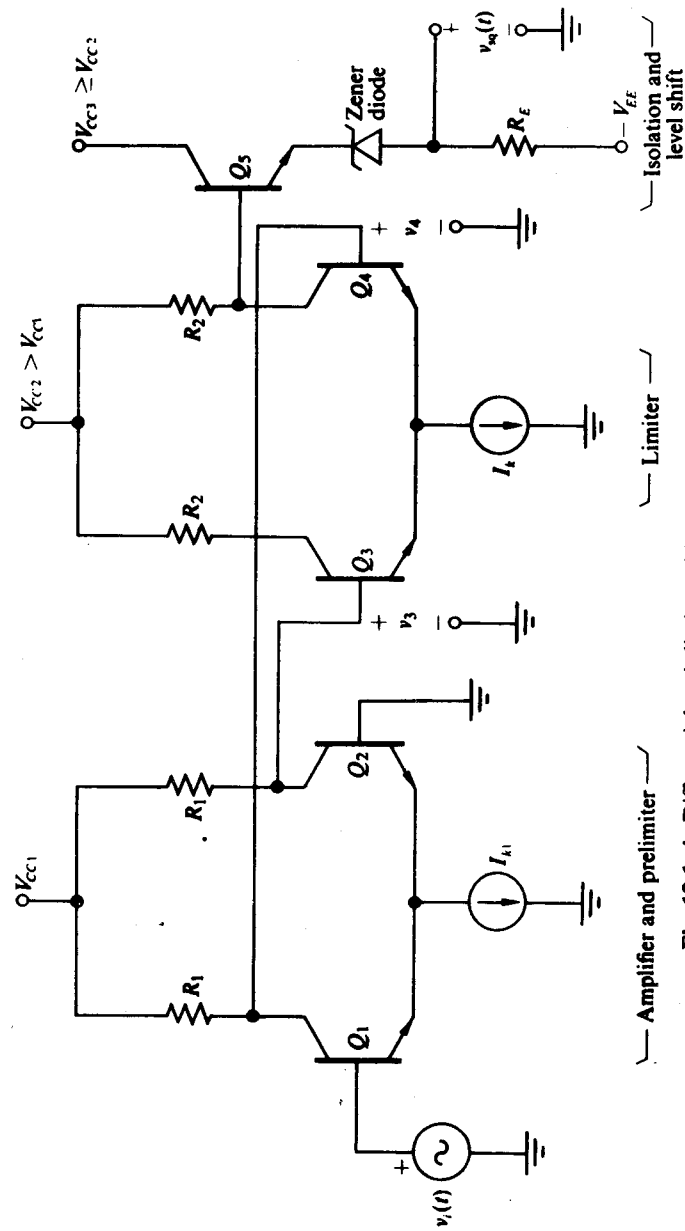 V_CC1
V_CC2 > V_CC1
V_CC3 ≥ V_CC2
R_1
R_1
R_2
R_2
Q_1
Q_2
Q_3
Q_4
Q_5
Zener
diode
+
v_i(t)
I_k1
+
v_3
−
I_k
+
v_4
−
+
v_sq(t)
−
R_E
−V_EE
Amplifier and prelimiter
Limiter
Isolation and
level shift